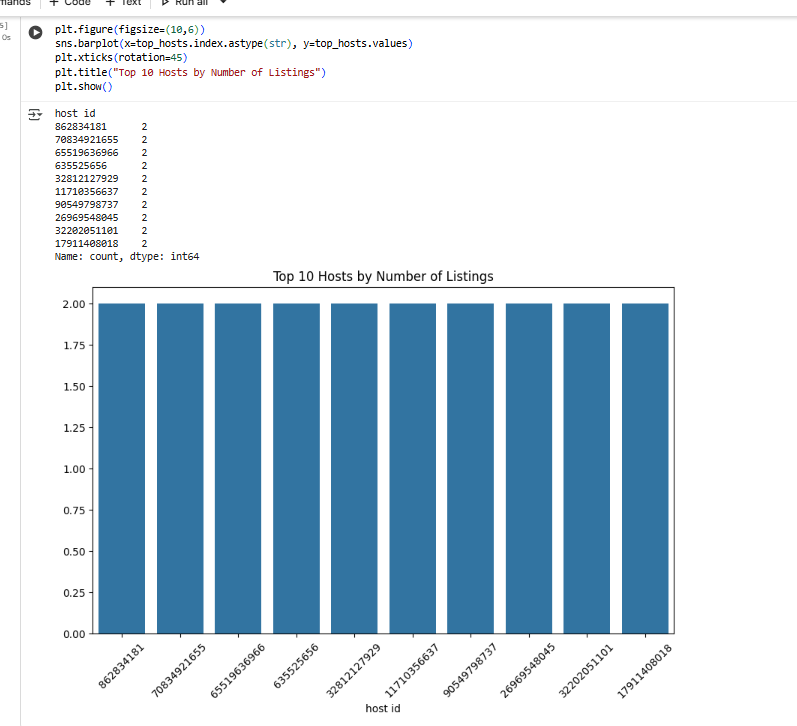 + Code + Text Run all
plt.figure(figsize=(10,6))
sns.barplot(x=top_hosts.index.astype(str), y=top_hosts.values)
plt.xticks(rotation=45)
plt.title("Top 10 Hosts by Number of Listings")
plt.show()
0s
host id
862834181 2
70834921655 2
65519636966 2
635525656 2
32812127929 2
11710356637 2
90549798737 2
26969548045 2
32202051101 2
17911408018 2
Name: count, dtype: int64
Top 10 Hosts by Number of Listings
2.00
1.75
1.50
1.25
1.00
0.75
0.50
0.25
0.00
862834181
70834921655
65519636966
635525656
32812127929
11710356637
90549798737
26969548045
32202051101
17911408018
host id